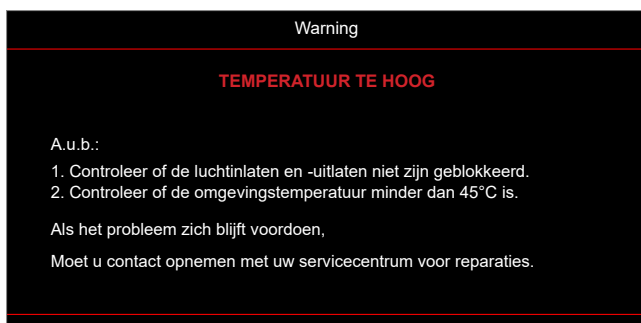 Warning
TEMPERATUUR TE HOOG
A.u.b.:
1. Controleer of de luchtinlaten en -uitlaten niet zijn geblokkeerd.
2. Controleer of de omgevingstemperatuur minder dan 45°C is.
Als het probleem zich blijft voordoen,
Moet u contact opnemen met uw servicecentrum voor reparaties.